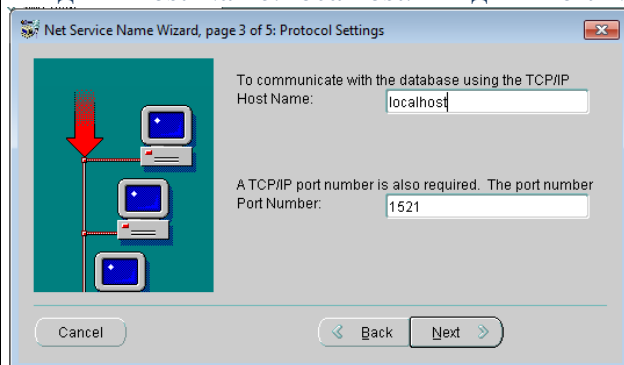 Net Service Name Wizard, page 3 of 5: Protocol Settings
To communicate with the database using the TCP/IP
Host Name:
localhost
A TCP/IP port number is also required. The port number
Port Number:
1521
Cancel
Back
Next